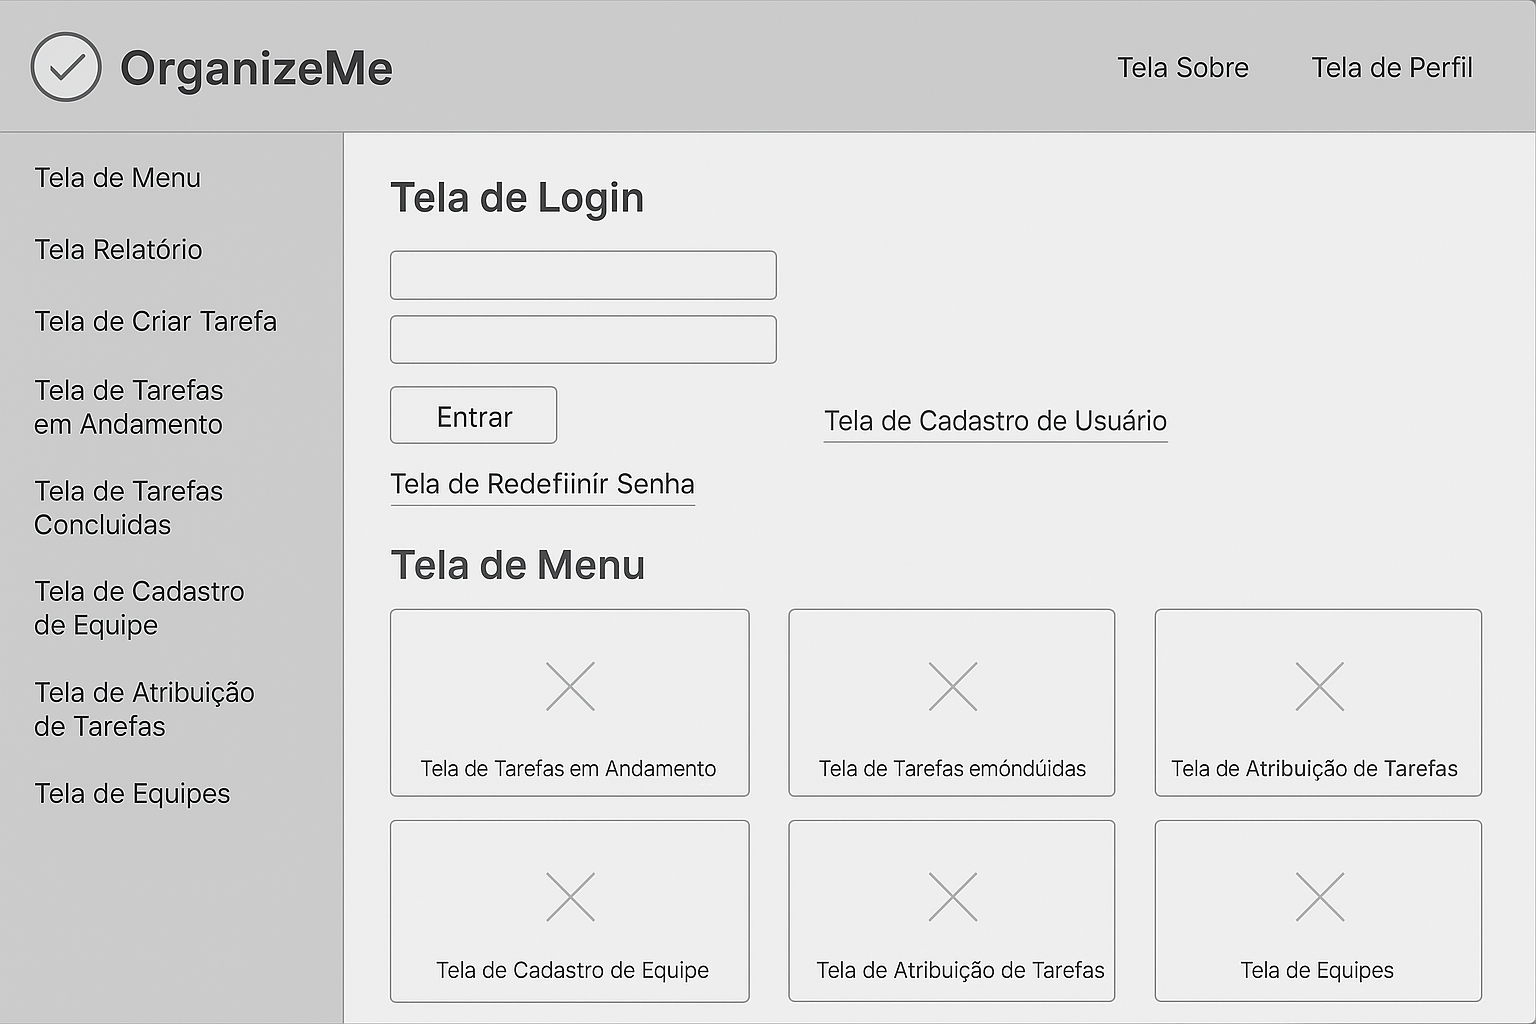 OrganizeMe
Tela Sobre
Tela de Perfil
Tela de Menu
Tela Relatório
Tela de Criar Tarefa
Tela de Tarefas
em Andamento
Tela de Tarefas
Concluidas
Tela de Cadastro
de Equipe
Tela de Atribuição
de Tarefas
Tela de Equipes
Tela de Login
Entrar
Tela de Cadastro de Usuário
Tela de Redefiinír Senha
Tela de Menu
Tela de Tarefas em Andamento
Tela de Tarefas emóndúidas
Tela de Atribuição de Tarefas
Tela de Cadastro de Equipe
Tela de Atribuição de Tarefas
Tela de Equipes